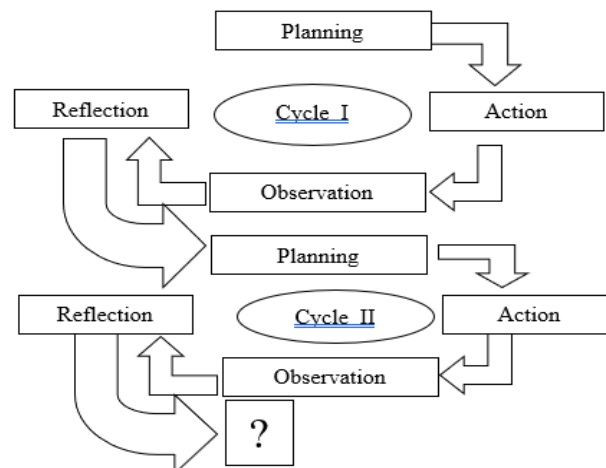 Planning
Reflection
Cycle I
Action
Observation
Planning
Reflection
Cycle II
Action
Observation
?